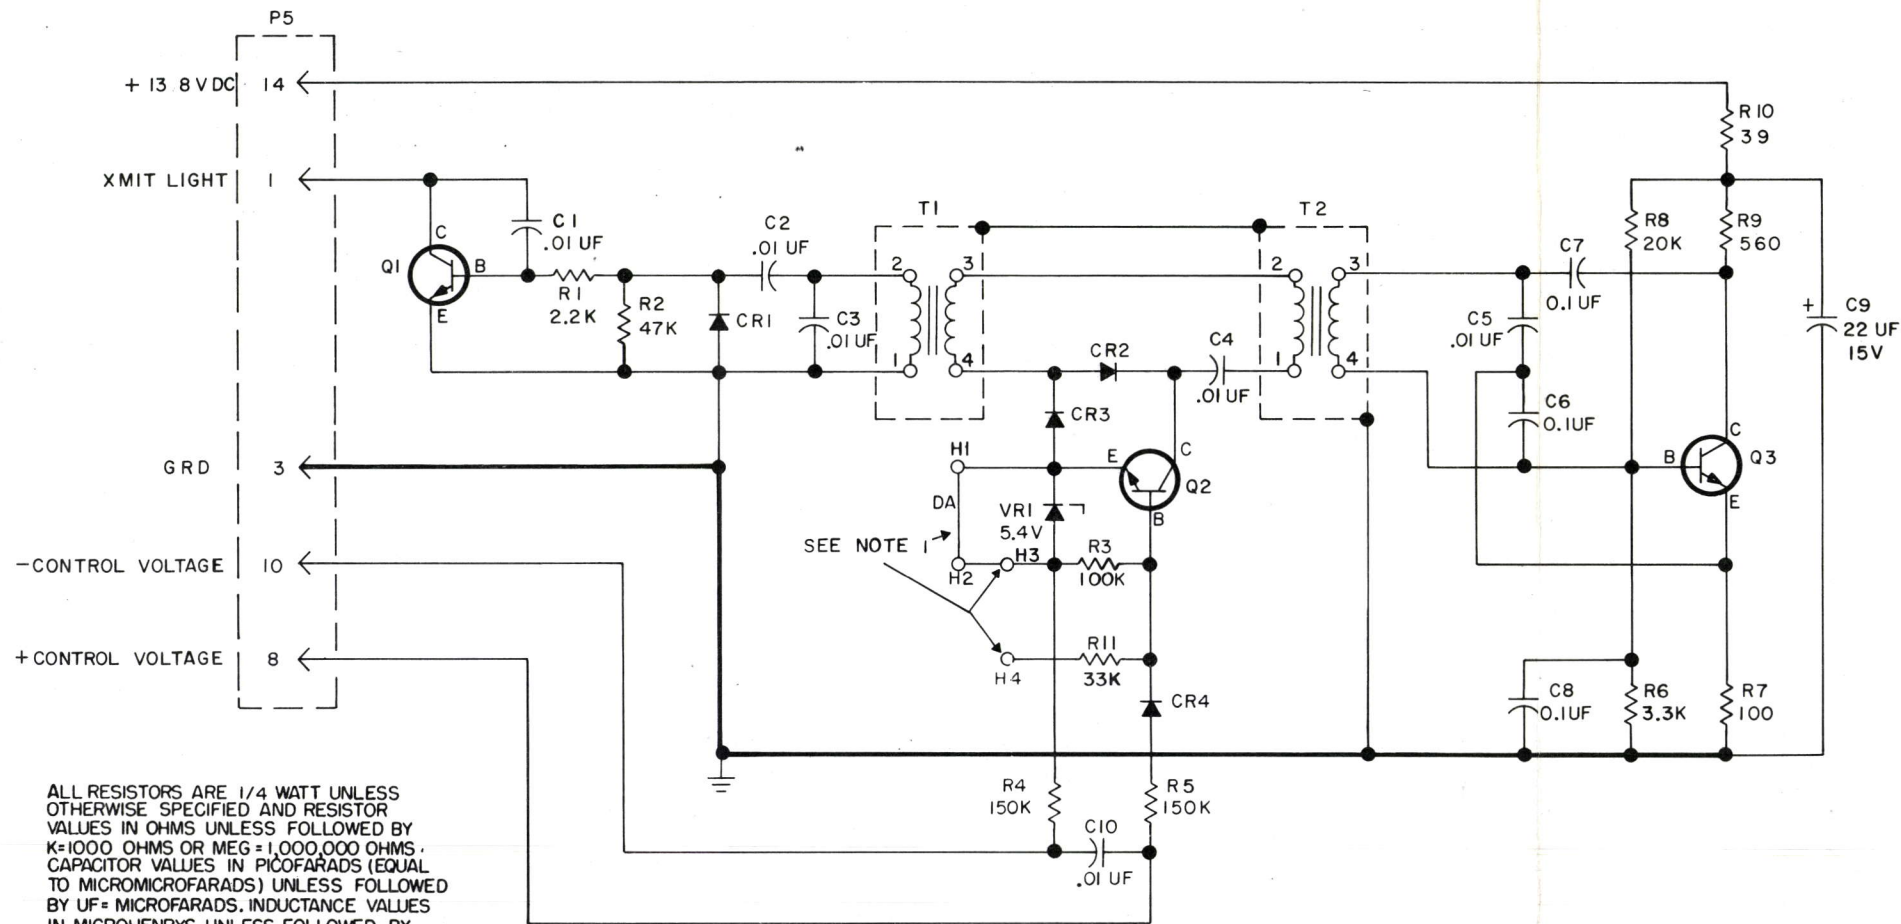 P5
+ 13.8 V DC 14
XMIT LIGHT 1
GRD 3
-CONTROL VOLTAGE 10
+CONTROL VOLTAGE 8
Q1
C
B
E
C1
.01 UF
R1
2.2K
R2
47K
CR1
C2
.01 UF
C3
.01 UF
T1
2 3
1 4
CR2
CR3
H1
DA
H2
H3
H4
SEE NOTE 1
VR1
5.4V
E
C
B
Q2
R3
100K
R11
33K
CR4
R4
150K
R5
150K
C10
.01 UF
C4
.01 UF
T2
2 3
1 4
C5
.01 UF
C6
0.1UF
C7
0.1UF
R8
20K
R9
560
R10
39
+
C9
22 UF
15V
B
C
E
Q3
C8
0.1UF
R6
3.3K
R7
100
ALL RESISTORS ARE 1/4 WATT UNLESS
OTHERWISE SPECIFIED AND RESISTOR
VALUES IN OHMS UNLESS FOLLOWED BY
K=1000 OHMS OR MEG = 1,000,000 OHMS.
CAPACITOR VALUES IN PICOFARADS (EQUAL
TO MICROMICROFARADS) UNLESS FOLLOWED
BY UF= MICROFARADS. INDUCTANCE VALUES
IN MICROHENRYS UNLESS FOLLOWED BY